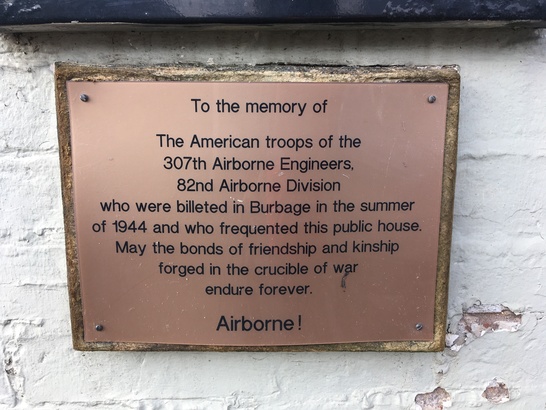 To the memory of
The American troops of the
307th Airborne Engineers,
82nd Airborne Division
who were billeted in Burbage in the summer
of 1944 and who frequented this public house.
May the bonds of friendship and kinship
forged in the crucible of war
endure forever.
Airborne!